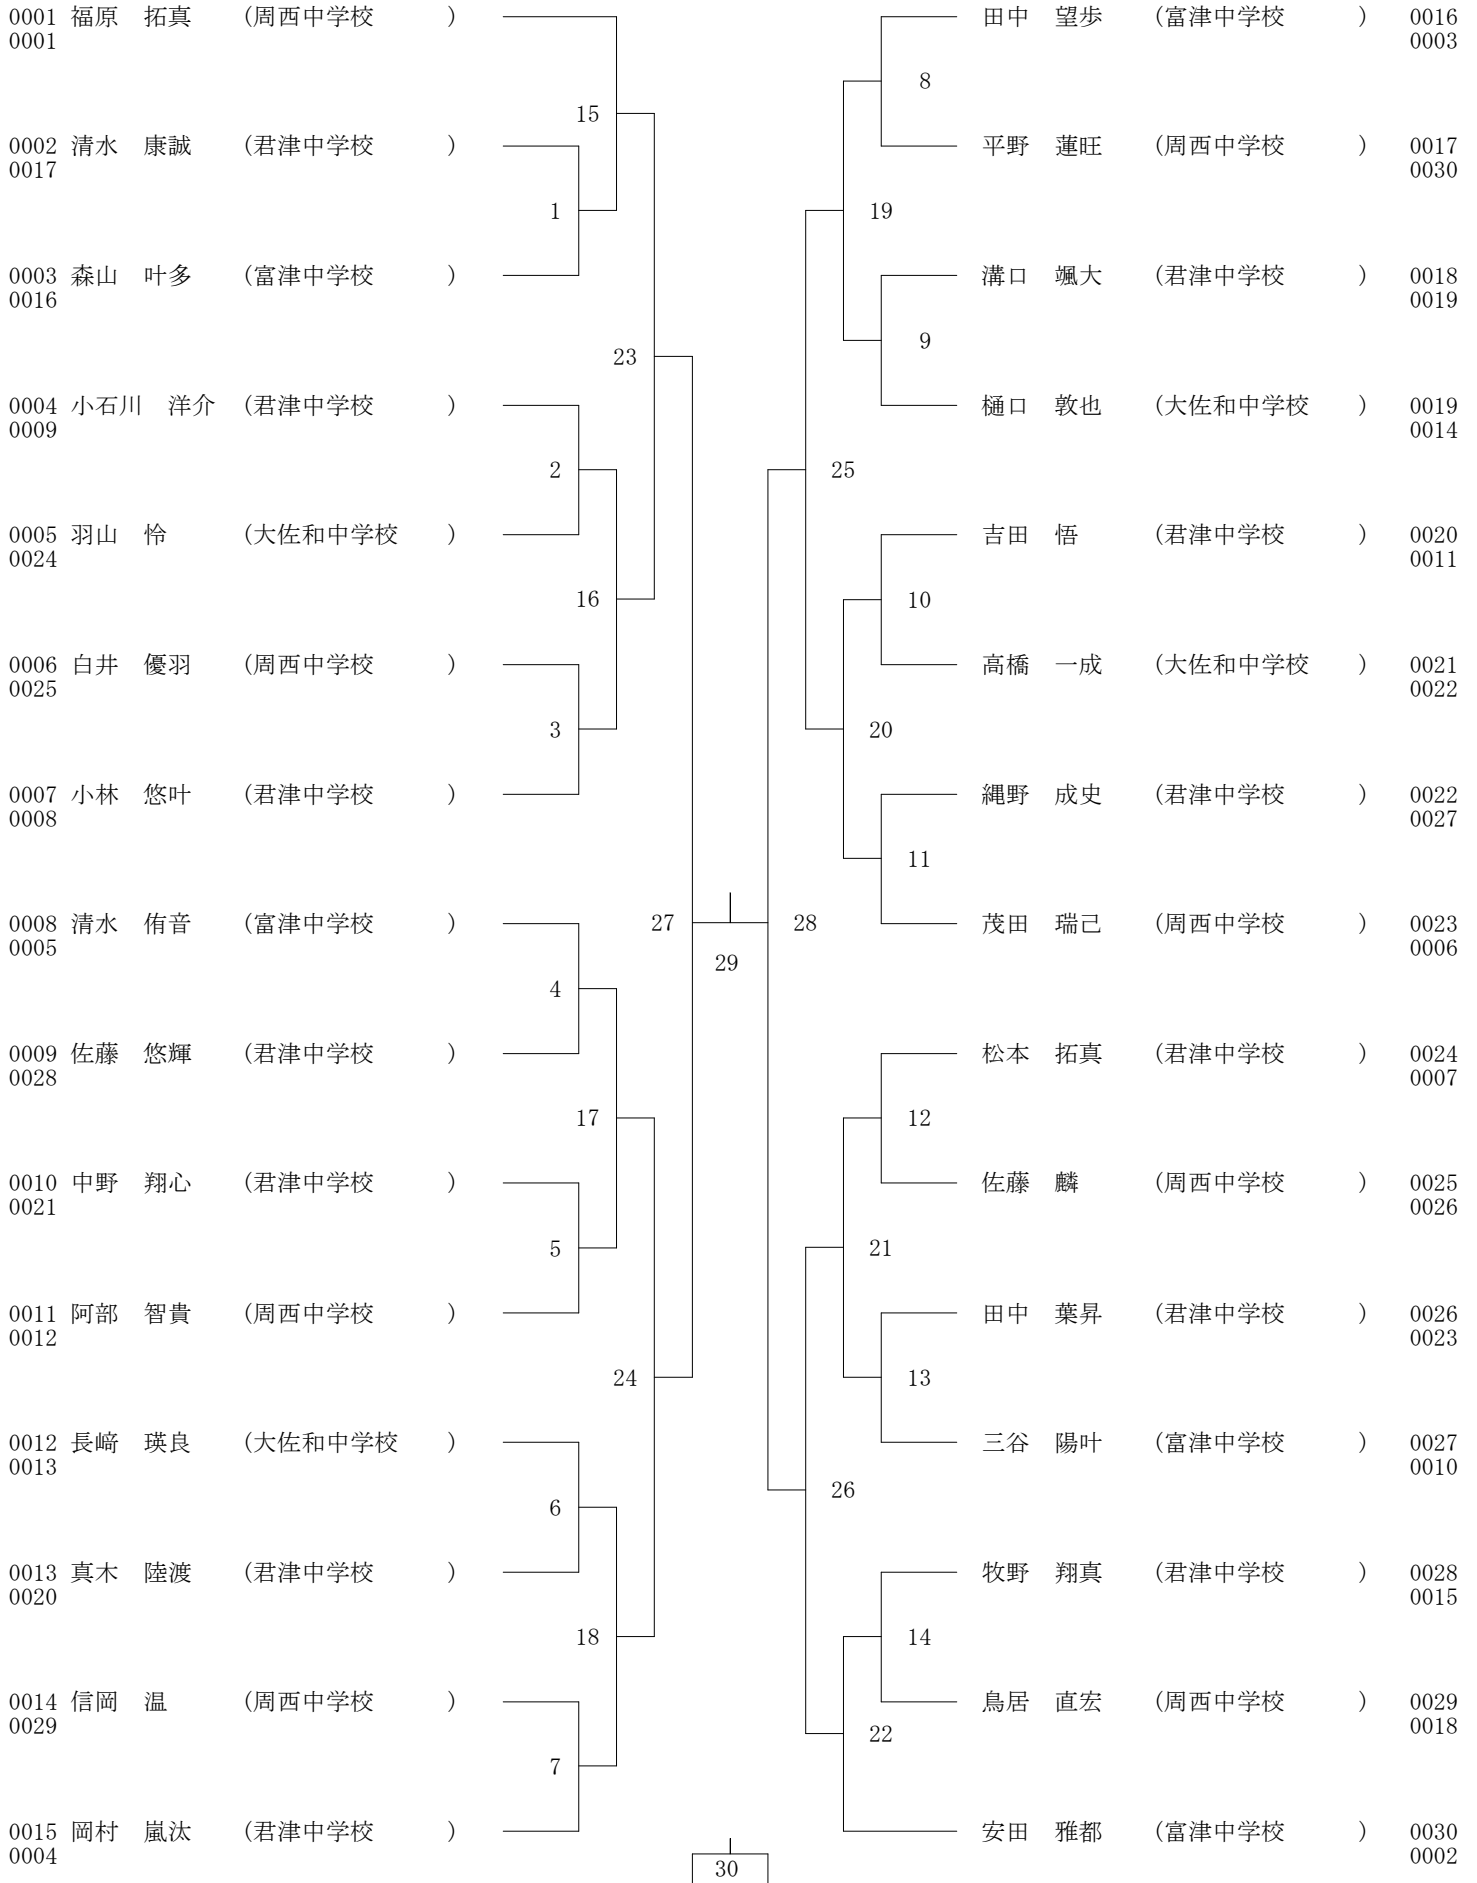 0001 福原　拓真　（周西中学校　　　）
0001
15
0002 清水　康誠　（君津中学校　　　）
0017
1
0003 森山　叶多　（富津中学校　　　）
0016
23
0004 小石川　洋介　（君津中学校　　　）
0009
2
0005 羽山　怜　（大佐和中学校　　）
0024
16
0006 白井　優羽　（周西中学校　　　）
0025
3
0007 小林　悠叶　（君津中学校　　　）
0008
0008 清水　侑音　（富津中学校　　　）
0005
27
29
4
0009 佐藤　悠輝　（君津中学校　　　）
0028
17
0010 中野　翔心　（君津中学校　　　）
0021
5
0011 阿部　智貴　（周西中学校　　　）
0012
24
0012 長﨑　瑛良　（大佐和中学校　　）
0013
6
0013 真木　陸渡　（君津中学校　　　）
0020
18
0014 信岡　温　（周西中学校　　　）
0029
7
0015 岡村　嵐汰　（君津中学校　　　）
0004
30
田中　望歩　（富津中学校　　　） 0016
0003
8
平野　蓮旺　（周西中学校　　　） 0017
0030
19
溝口　颯大　（君津中学校　　　） 0018
0019
9
樋口　敦也　（大佐和中学校　　） 0019
0014
25
吉田　悟　（君津中学校　　　） 0020
0011
10
高橋　一成　（大佐和中学校　　） 0021
0022
20
縄野　成史　（君津中学校　　　） 0022
0027
11
28
茂田　瑞己　（周西中学校　　　） 0023
0006
松本　拓真　（君津中学校　　　） 0024
0007
12
佐藤　麟　（周西中学校　　　） 0025
0026
21
田中　葉昇　（君津中学校　　　） 0026
0023
13
三谷　陽叶　（富津中学校　　　） 0027
0010
26
牧野　翔真　（君津中学校　　　） 0028
0015
14
鳥居　直宏　（周西中学校　　　） 0029
0018
22
安田　雅都　（富津中学校　　　） 0030
0002